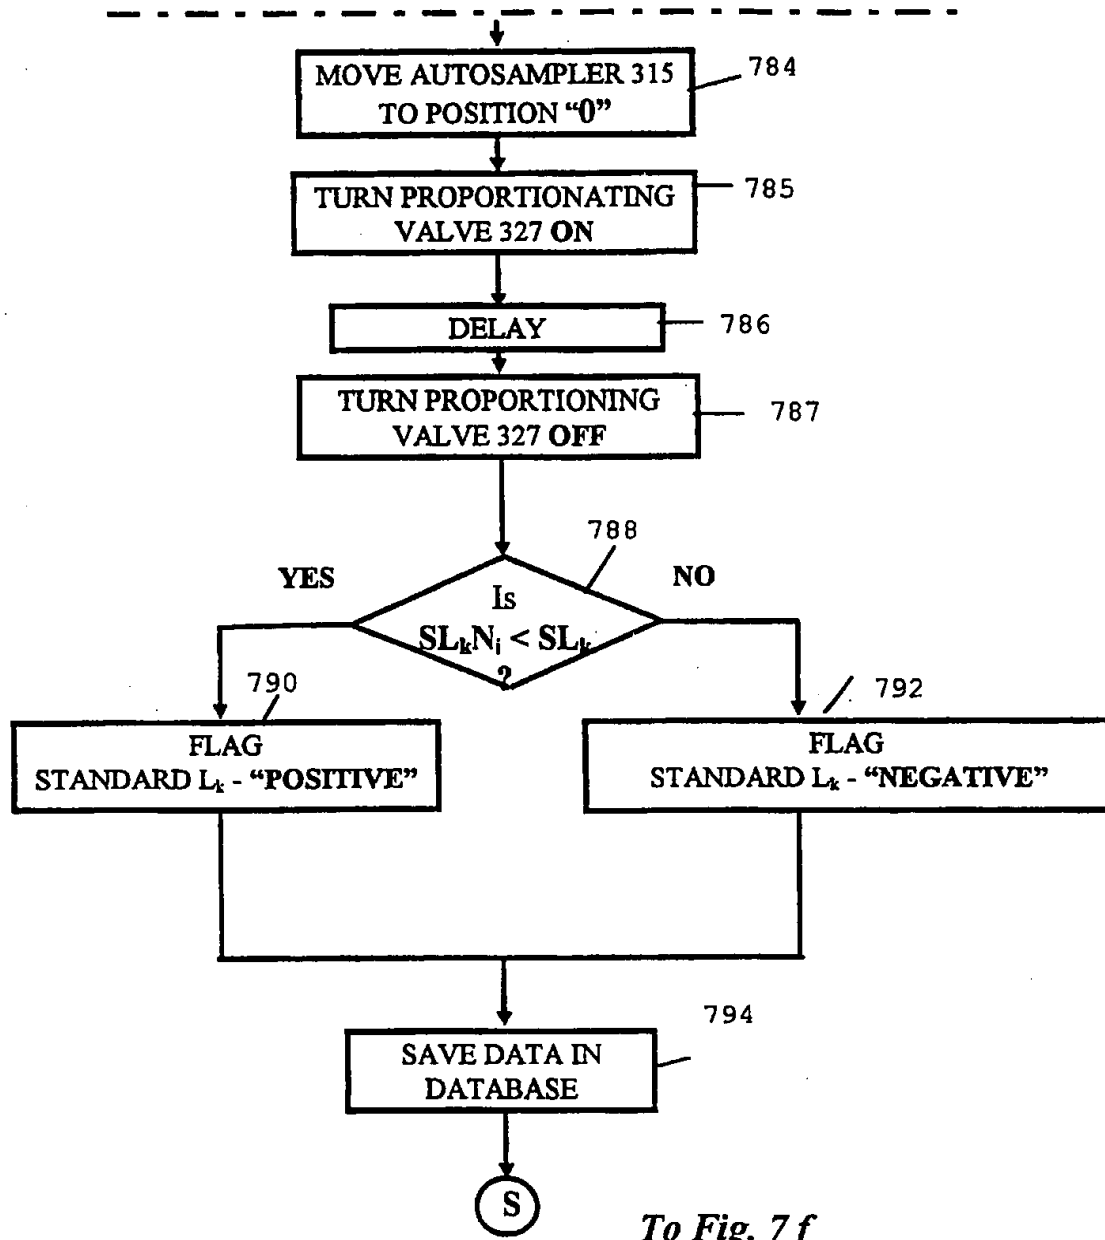 MOVE AUTOSAMPLER 315
TO POSITION “0”
784
TURN PROPORTIONATING
VALVE 327 ON
785
DELAY
786
TURN PROPORTIONING
VALVE 327 OFF
787
788
YES
NO
Is
SLₖNᵢ < SLₖ
?
790
792
FLAG
STANDARD Lₖ - “POSITIVE”
FLAG
STANDARD Lₖ - “NEGATIVE”
794
SAVE DATA IN
DATABASE
S
To Fig. 7 f